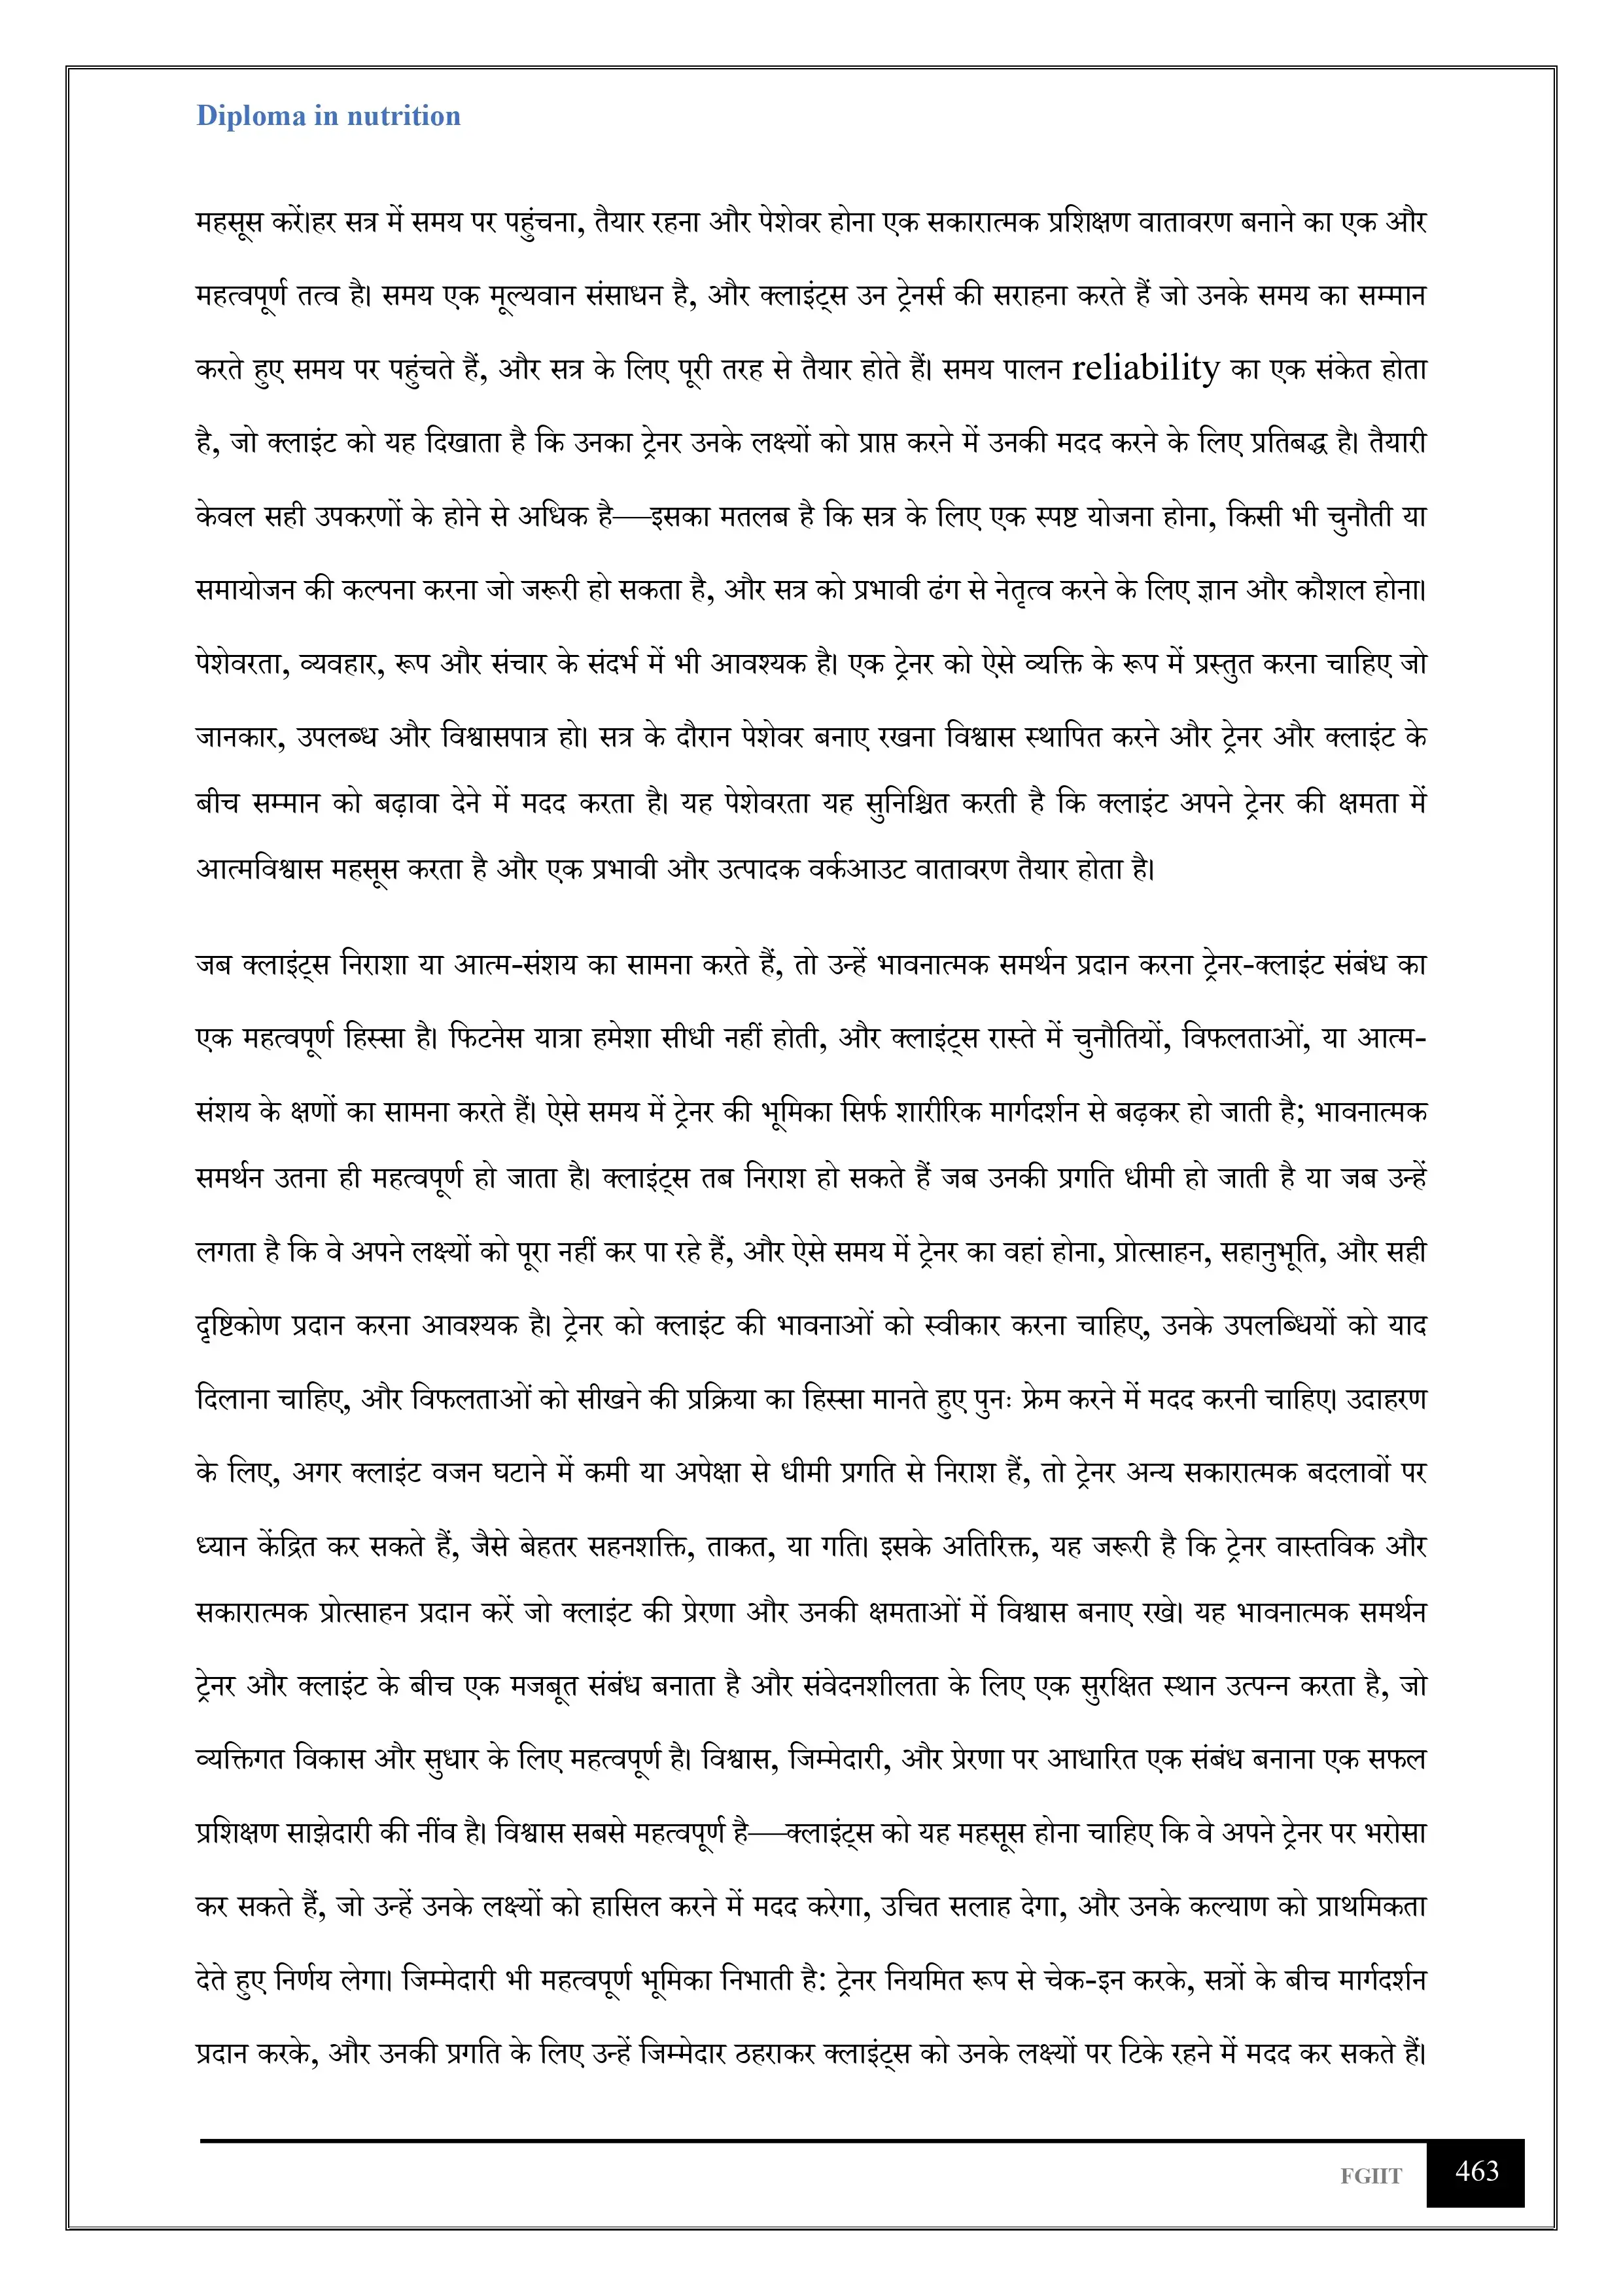 Diploma in nutrition
महसूस करें।हर सत्र में समय पर पहुंचना, तैयार रहना और पेशेवर होना एक सकारात्मक प्रशिक्षण वातावरण बनाने का एक और
महत्वपूर्ण तत्व है। समय एक मूल्यवान संसाधन है, और क्लाइंट्स उन ट्रेनर्स की सराहना करते हैं जो उनके समय का सम्मान
करते हुए समय पर पहुंचते हैं, और सत्र के लिए पूरी तरह से तैयार होते हैं। समय पालन reliability का एक संकेत होता
है, जो क्लाइंट को यह दिखाता है कि उनका ट्रेनर उनके लक्ष्यों को प्राप्त करने में उनकी मदद करने के लिए प्रतिबद्ध है। तैयारी
केवल सही उपकरणों के होने से अधिक है—इसका मतलब है कि सत्र के लिए एक स्पष्ट योजना होना, किसी भी चुनौती या
समायोजन की कल्पना करना जो जरूरी हो सकता है, और सत्र को प्रभावी ढंग से नेतृत्व करने के लिए ज्ञान और कौशल होना।
पेशेवरता, व्यवहार, रूप और संचार के संदर्भ में भी आवश्यक है। एक ट्रेनर को ऐसे व्यक्ति के रूप में प्रस्तुत करना चाहिए जो
जानकार, उपलब्ध और विश्वासपात्र हो। सत्र के दौरान पेशेवर बनाए रखना विश्वास स्थापित करने और ट्रेनर और क्लाइंट के
बीच सम्मान को बढ़ावा देने में मदद करता है। यह पेशेवरता यह सुनिश्चित करती है कि क्लाइंट अपने ट्रेनर की क्षमता में
आत्मविश्वास महसूस करता है और एक प्रभावी और उत्पादक वर्कआउट वातावरण तैयार होता है।
जब क्लाइंट्स निराशा या आत्म-संशय का सामना करते हैं, तो उन्हें भावनात्मक समर्थन प्रदान करना ट्रेनर-क्लाइंट संबंध का
एक महत्वपूर्ण हिस्सा है। फिटनेस यात्रा हमेशा सीधी नहीं होती, और क्लाइंट्स रास्ते में चुनौतियों, विफलताओं, या आत्म-
संशय के क्षणों का सामना करते हैं। ऐसे समय में ट्रेनर की भूमिका सिर्फ शारीरिक मार्गदर्शन से बढ़कर हो जाती है; भावनात्मक
समर्थन उतना ही महत्वपूर्ण हो जाता है। क्लाइंट्स तब निराश हो सकते हैं जब उनकी प्रगति धीमी हो जाती है या जब उन्हें
लगता है कि वे अपने लक्ष्यों को पूरा नहीं कर पा रहे हैं, और ऐसे समय में ट्रेनर का वहां होना, प्रोत्साहन, सहानुभूति, और सही
दृष्टिकोण प्रदान करना आवश्यक है। ट्रेनर को क्लाइंट की भावनाओं को स्वीकार करना चाहिए, उनके उपलब्धियों को याद
दिलाना चाहिए, और विफलताओं को सीखने की प्रक्रिया का हिस्सा मानते हुए पुनः फ्रेम करने में मदद करनी चाहिए। उदाहरण
के लिए, अगर क्लाइंट वजन घटाने में कमी या अपेक्षा से धीमी प्रगति से निराश हैं, तो ट्रेनर अन्य सकारात्मक बदलावों पर
ध्यान केंद्रित कर सकते हैं, जैसे बेहतर सहनशक्ति, ताकत, या गति। इसके अतिरिक्त, यह जरूरी है कि ट्रेनर वास्तविक और
सकारात्मक प्रोत्साहन प्रदान करें जो क्लाइंट की प्रेरणा और उनकी क्षमताओं में विश्वास बनाए रखे। यह भावनात्मक समर्थन
ट्रेनर और क्लाइंट के बीच एक मजबूत संबंध बनाता है और संवेदनशीलता के लिए एक सुरक्षित स्थान उत्पन्न करता है, जो
व्यक्तिगत विकास और सुधार के लिए महत्वपूर्ण है। विश्वास, जिम्मेदारी, और प्रेरणा पर आधारित एक संबंध बनाना एक सफल
प्रशिक्षण साझेदारी की नींव है। विश्वास सबसे महत्वपूर्ण है—क्लाइंट्स को यह महसूस होना चाहिए कि वे अपने ट्रेनर पर भरोसा
कर सकते हैं, जो उन्हें उनके लक्ष्यों को हासिल करने में मदद करेगा, उचित सलाह देगा, और उनके कल्याण को प्राथमिकता
देते हुए निर्णय लेगा। जिम्मेदारी भी महत्वपूर्ण भूमिका निभाती है: ट्रेनर नियमित रूप से चेक-इन करके, सत्रों के बीच मार्गदर्शन
प्रदान करके, और उनकी प्रगति के लिए उन्हें जिम्मेदार ठहराकर क्लाइंट्स को उनके लक्ष्यों पर टिके रहने में मदद कर सकते हैं।
FGIIT 463